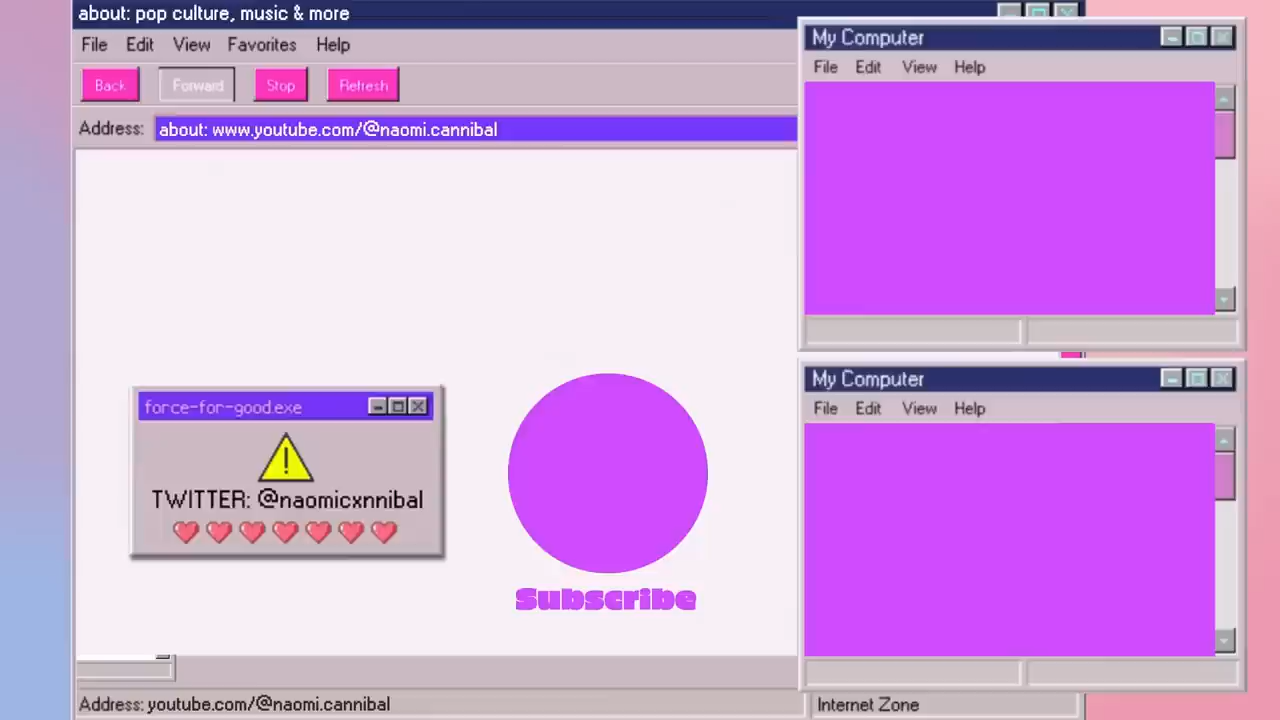 about: pop culture, music & more
File Edit View Favorites Help
Back Forward Stop Refresh
Address: about: www.youtube.com/@naomi.cannibal
My Computer
File Edit View Help
force-for-good.exe
!
TWITTER: @naomicxnnibal
Subscribe
My Computer
File Edit View Help
Address: youtube.com/@naomi.cannibal
Internet Zone